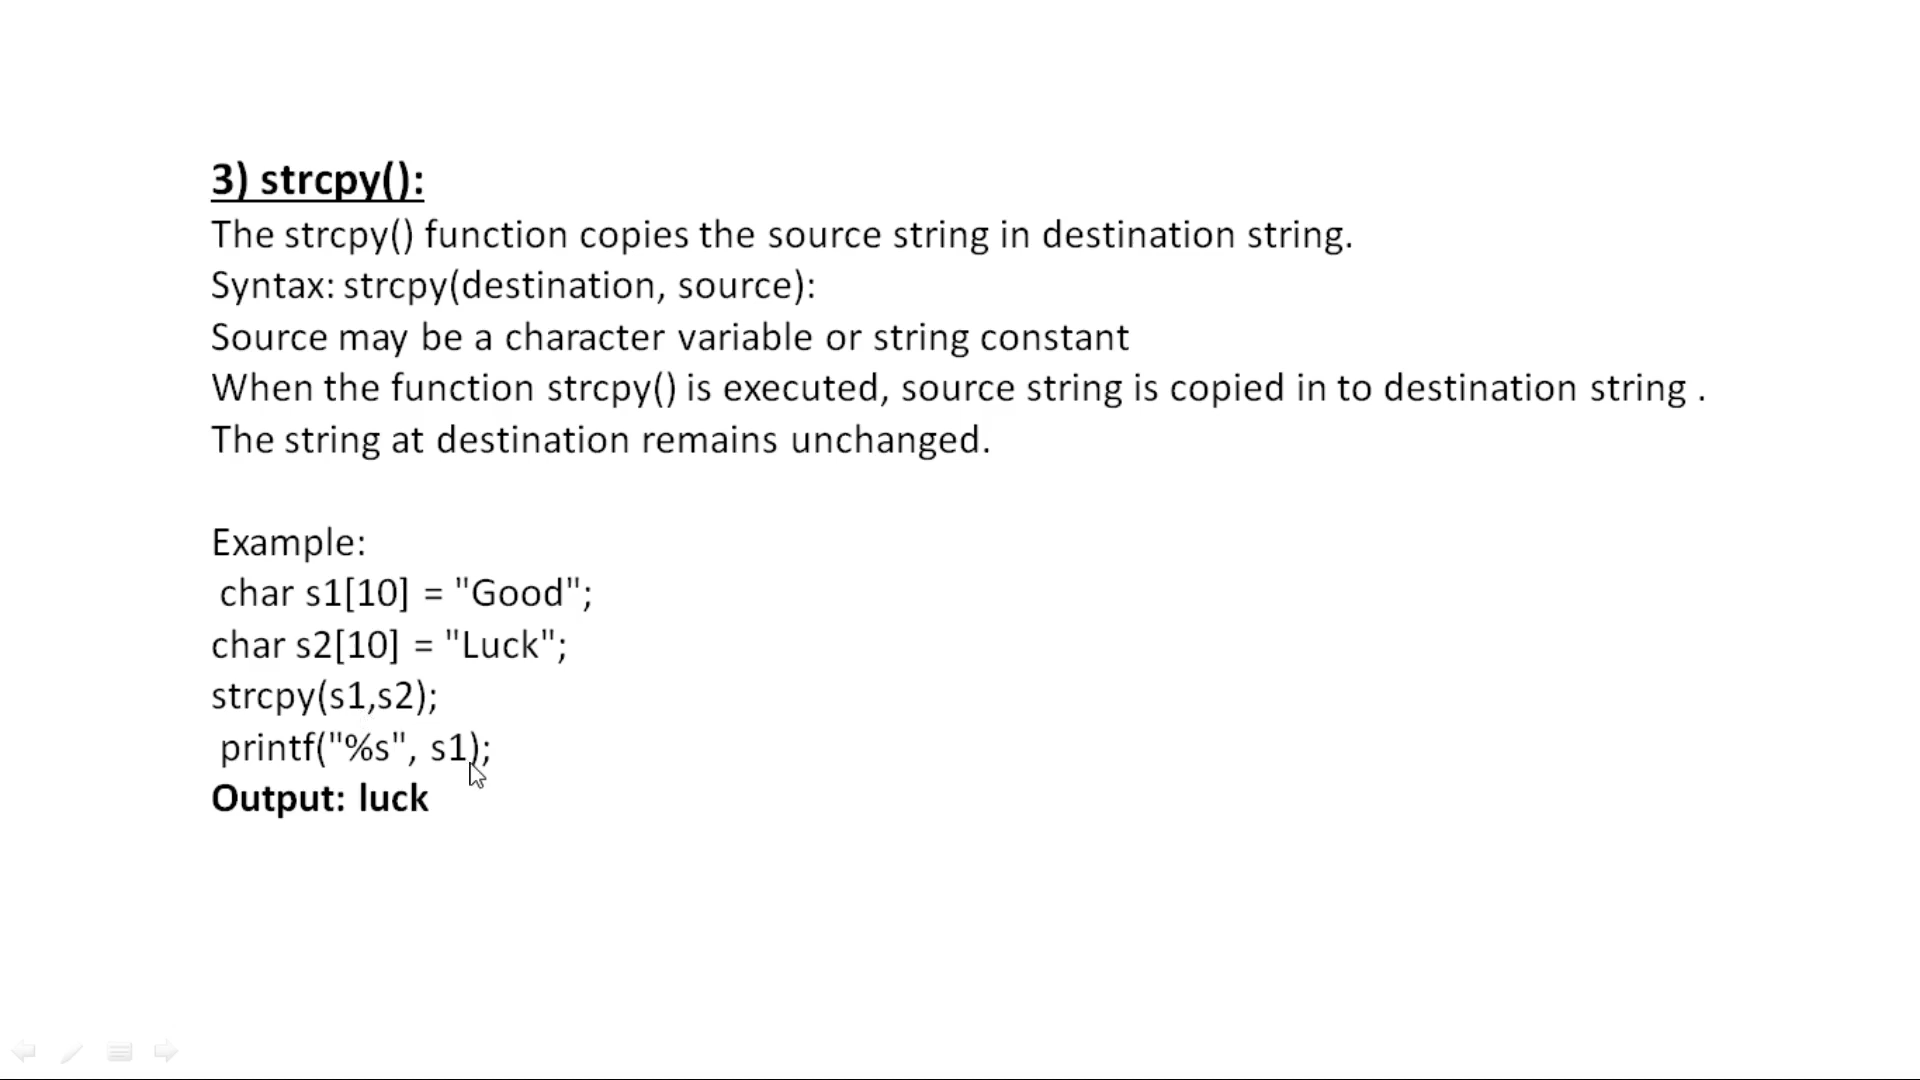 3) strcpy():
The strcpy() function copies the source string in destination string.
Syntax: strcpy(destination, source):
Source may be a character variable or string constant
When the function strcpy() is executed, source string is copied in to destination string .
The string at destination remains unchanged.
Example:
char s1[10] = "Good";
char s2[10] = "Luck";
strcpy(s1,s2);
printf("%s", s1);
Output: luck